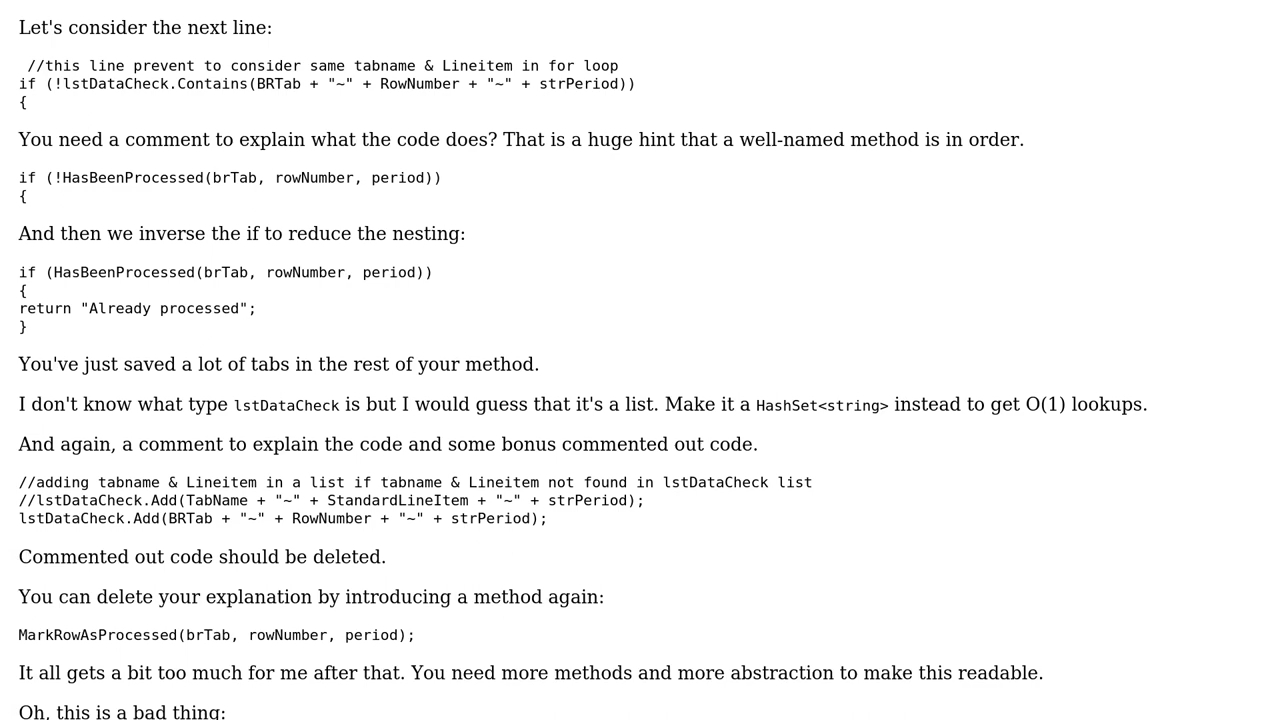 Let's consider the next line:
//this line prevent to consider same tabname & Lineitem in for loop
if (!lstDataCheck.Contains(BRTab + "~" + RowNumber + "~" + strPeriod))
{
You need a comment to explain what the code does? That is a huge hint that a well-named method is in order.
if (!HasBeenProcessed(brTab, rowNumber, period))
{
And then we inverse the if to reduce the nesting:
if (HasBeenProcessed(brTab, rowNumber, period))
{
return "Already processed";
}
You've just saved a lot of tabs in the rest of your method.
I don't know what type lstDataCheck is but I would guess that it's a list. Make it a HashSet<string> instead to get O(1) lookups.
And again, a comment to explain the code and some bonus commented out code.
//adding tabname & Lineitem in a list if tabname & Lineitem not found in lstDataCheck list
//lstDataCheck.Add(TabName + "~" + StandardLineItem + "~" + strPeriod);
lstDataCheck.Add(BRTab + "~" + RowNumber + "~" + strPeriod);
Commented out code should be deleted.
You can delete your explanation by introducing a method again:
MarkRowAsProcessed(brTab, rowNumber, period);
It all gets a bit too much for me after that. You need more methods and more abstraction to make this readable.
Oh, this is a bad thing: